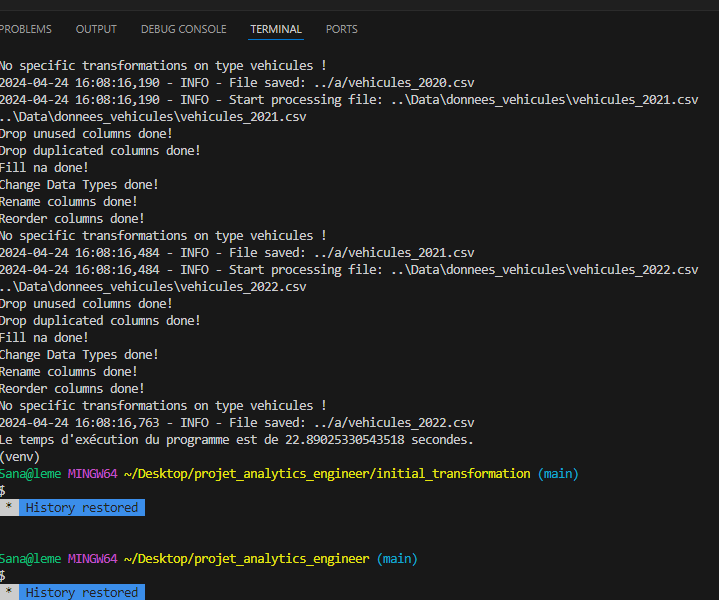 PROBLEMS OUTPUT DEBUG CONSOLE TERMINAL PORTS
No specific transformations on type vehicules !
2024-04-24 16:08:16,190 - INFO - File saved: ../a/vehicules_2020.csv
2024-04-24 16:08:16,190 - INFO - Start processing file: ..\Data\donnees_vehicules\vehicules_2021.csv
..\Data\donnees_vehicules\vehicules_2021.csv
Drop unused columns done!
Drop duplicated columns done!
Fill na done!
Change Data Types done!
Rename columns done!
Reorder columns done!
No specific transformations on type vehicules !
2024-04-24 16:08:16,484 - INFO - File saved: ../a/vehicules_2021.csv
2024-04-24 16:08:16,484 - INFO - Start processing file: ..\Data\donnees_vehicules\vehicules_2022.csv
..\Data\donnees_vehicules\vehicules_2022.csv
Drop unused columns done!
Drop duplicated columns done!
Fill na done!
Change Data Types done!
Rename columns done!
Reorder columns done!
No specific transformations on type vehicules !
2024-04-24 16:08:16,763 - INFO - File saved: ../a/vehicules_2022.csv
Le temps d'exécution du programme est de 22.89025330543518 secondes.
(venv)
Sana@leme MINGW64 ~/Desktop/projet_analytics_engineer/initial_transformation (main)
$
* History restored
Sana@leme MINGW64 ~/Desktop/projet_analytics_engineer (main)
$
* History restored